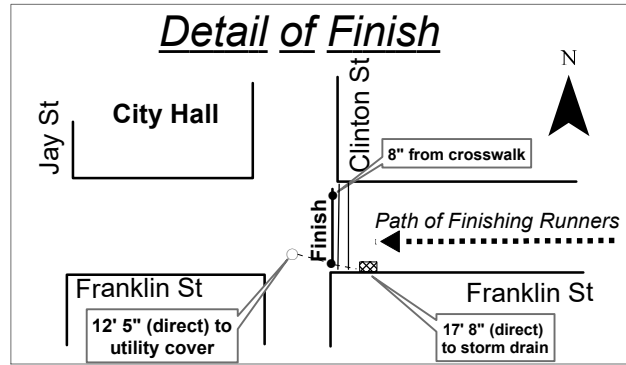 Detail of Finish
N
Jay St
City Hall
Clinton St
8" from crosswalk
Finish
Path of Finishing Runners
Franklin St
Franklin St
12' 5" (direct) to
utility cover
17' 8" (direct)
to storm drain